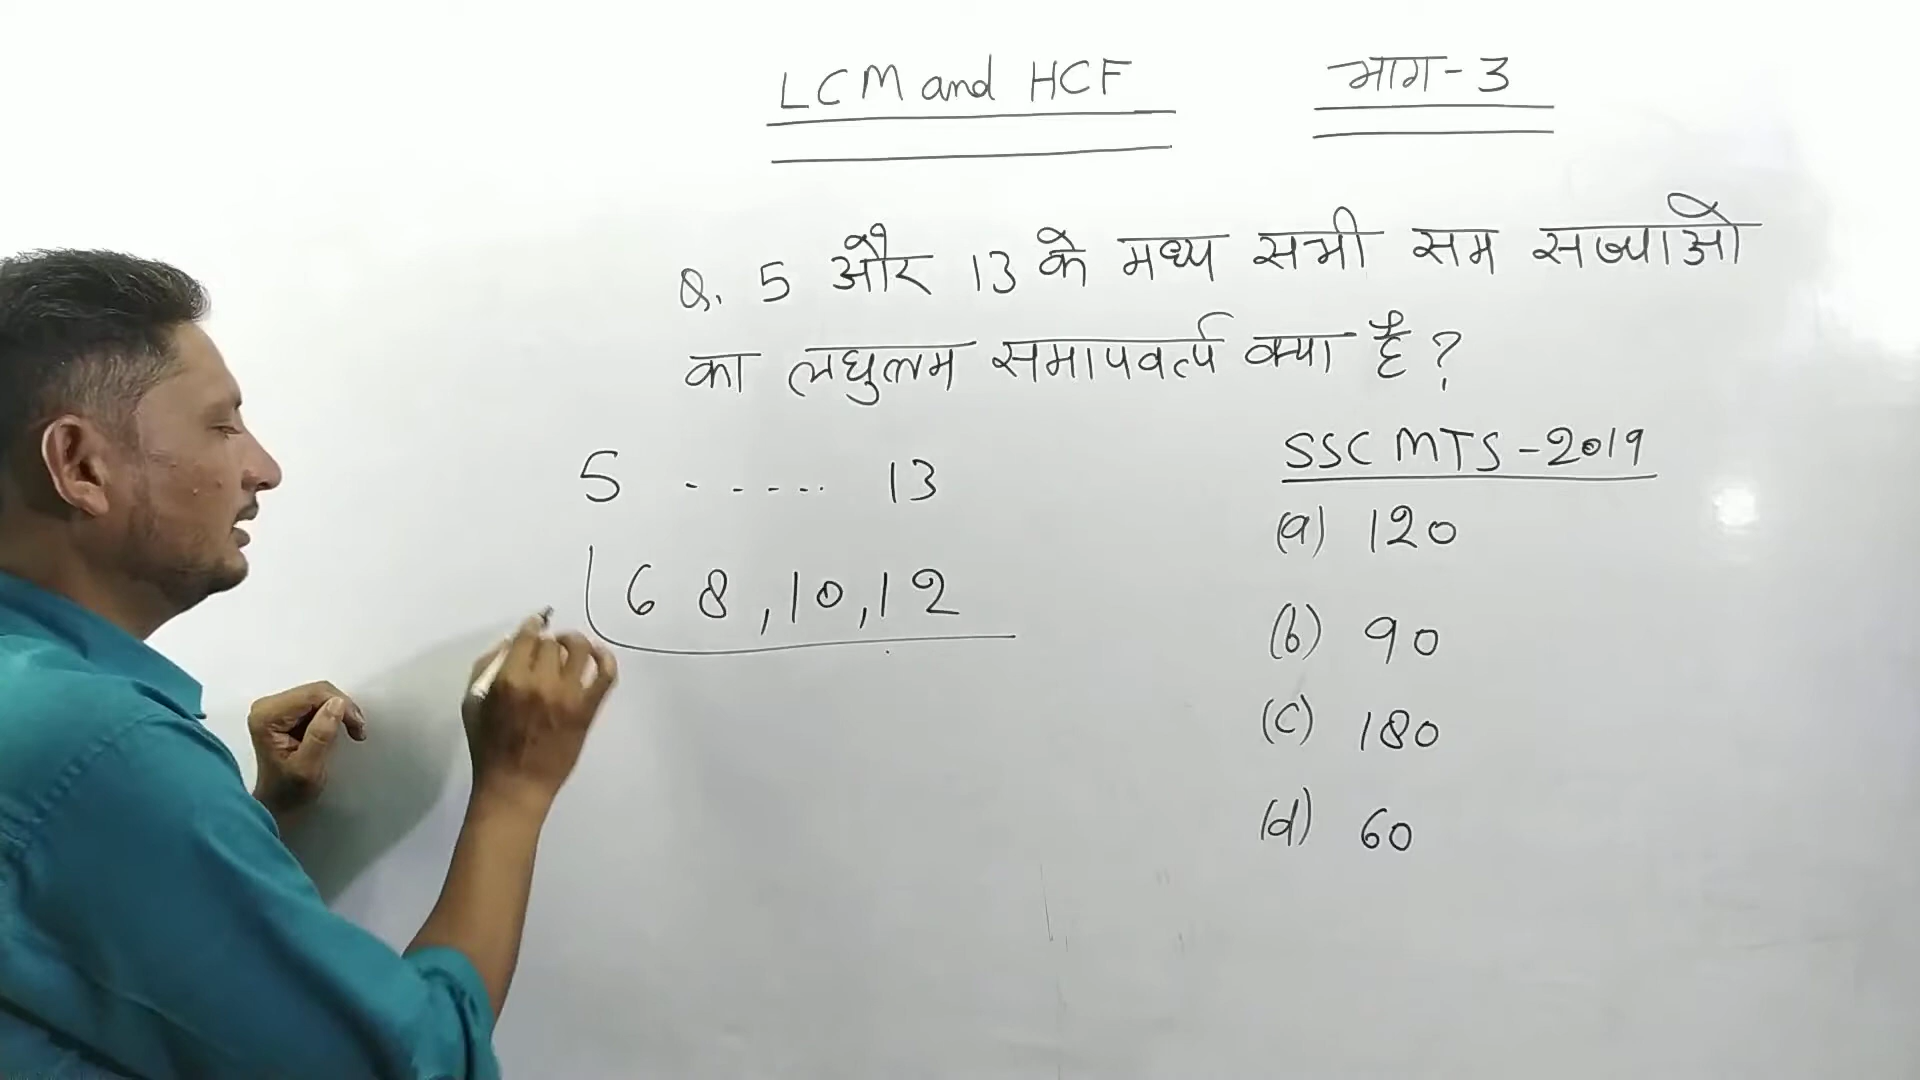 LCM and HCF भाग - 3
Q. 5 और 13 के मध्य सभी सम सख्याओ
का लघुत्तम समापवर्त्य क्या है ?
SSC MTS - 2019
5 ..... 13
(a) 120
6 8 , 10 , 12
(b) 90
(c) 180
(d) 60